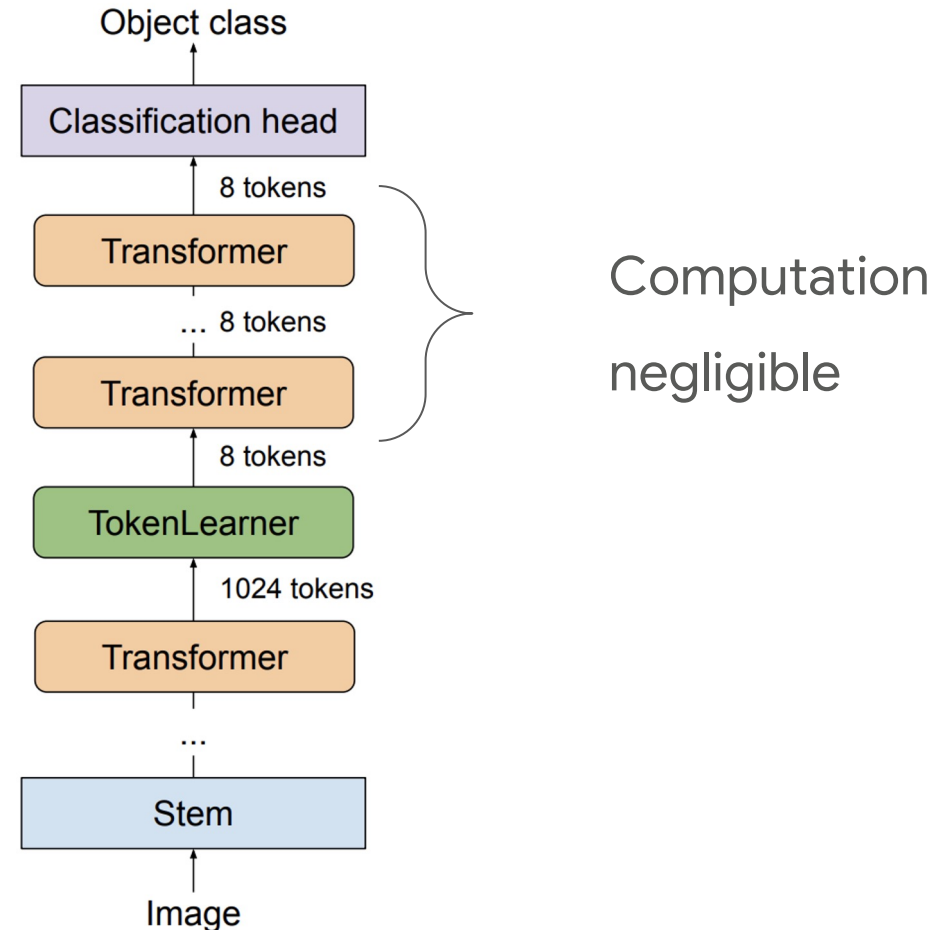 Object class
Classification head
8 tokens
Transformer
... 8 tokens
Transformer
8 tokens
TokenLearner
1024 tokens
Transformer
...
Stem
Image
Computation
negligible